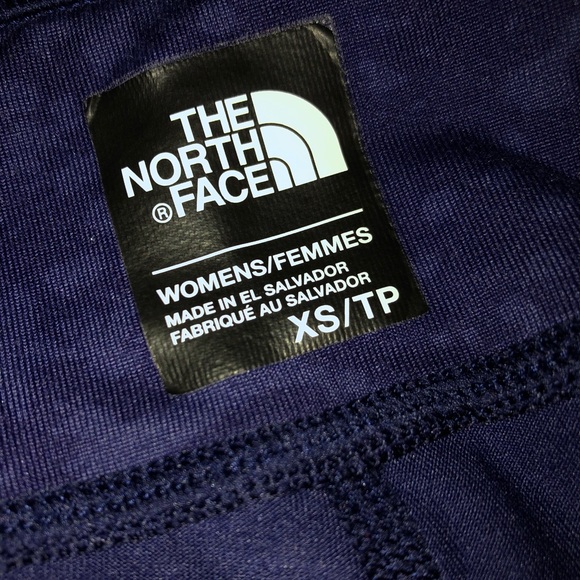 THE
NORTH
®FACE
WOMENS/FEMMES
MADE IN EL SALVADOR
FABRIQUÉ AU SALVADOR
XS/TP